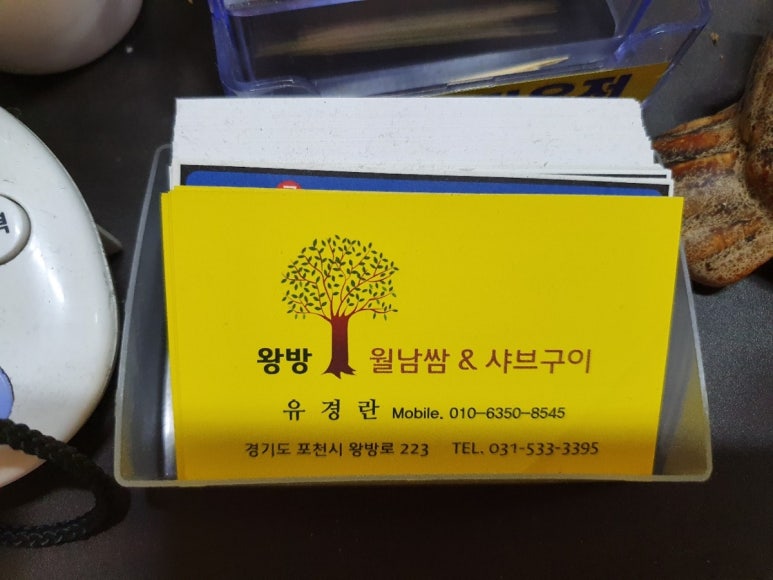 왕방 월남쌈 & 샤브구이
유경란 Mobile. 010-6350-8545
경기도 포천시 왕방로 223 TEL. 031-533-3395